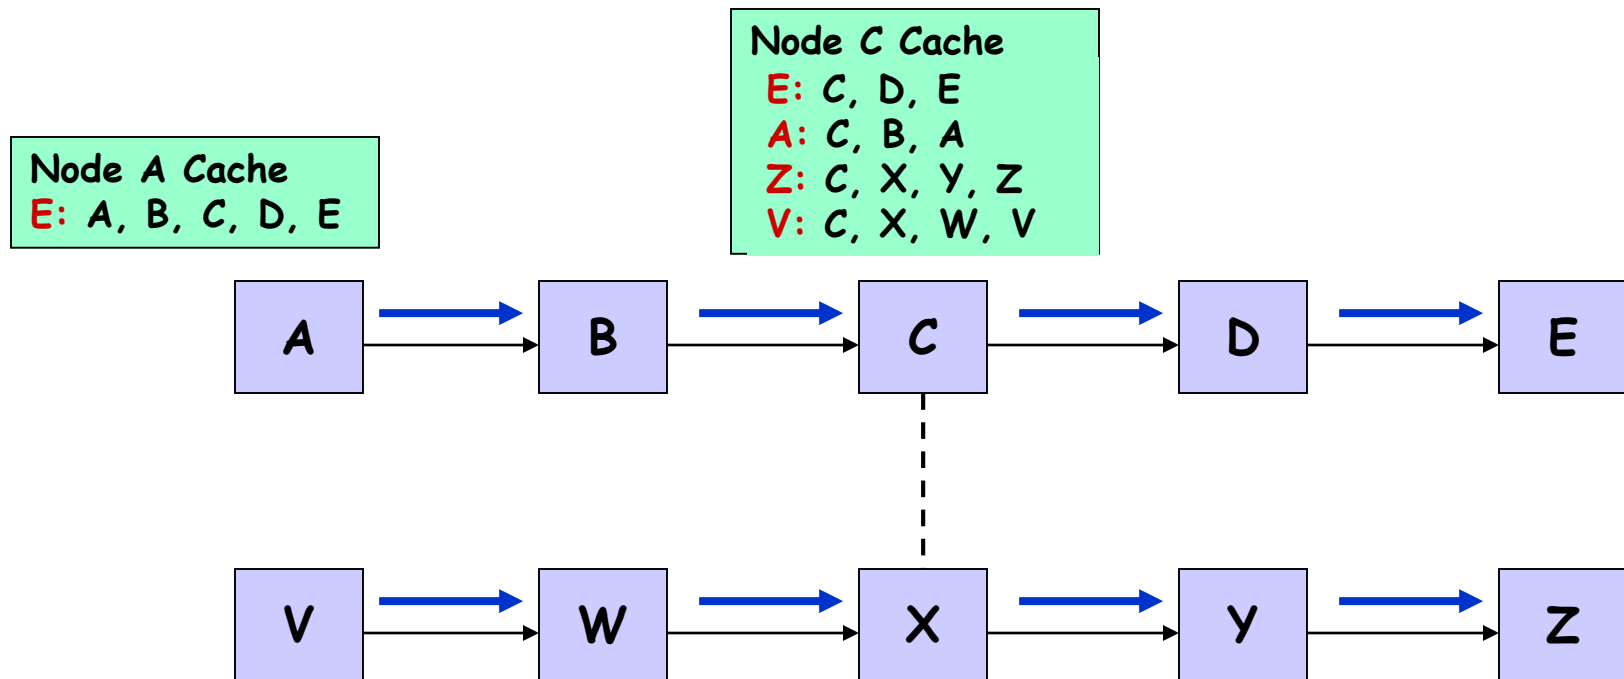 Node C Cache
E: C, D, E
A: C, B, A
Z: C, X, Y, Z
V: C, X, W, V
Node A Cache
E: A, B, C, D, E
A
B
C
D
E
V
W
X
Y
Z